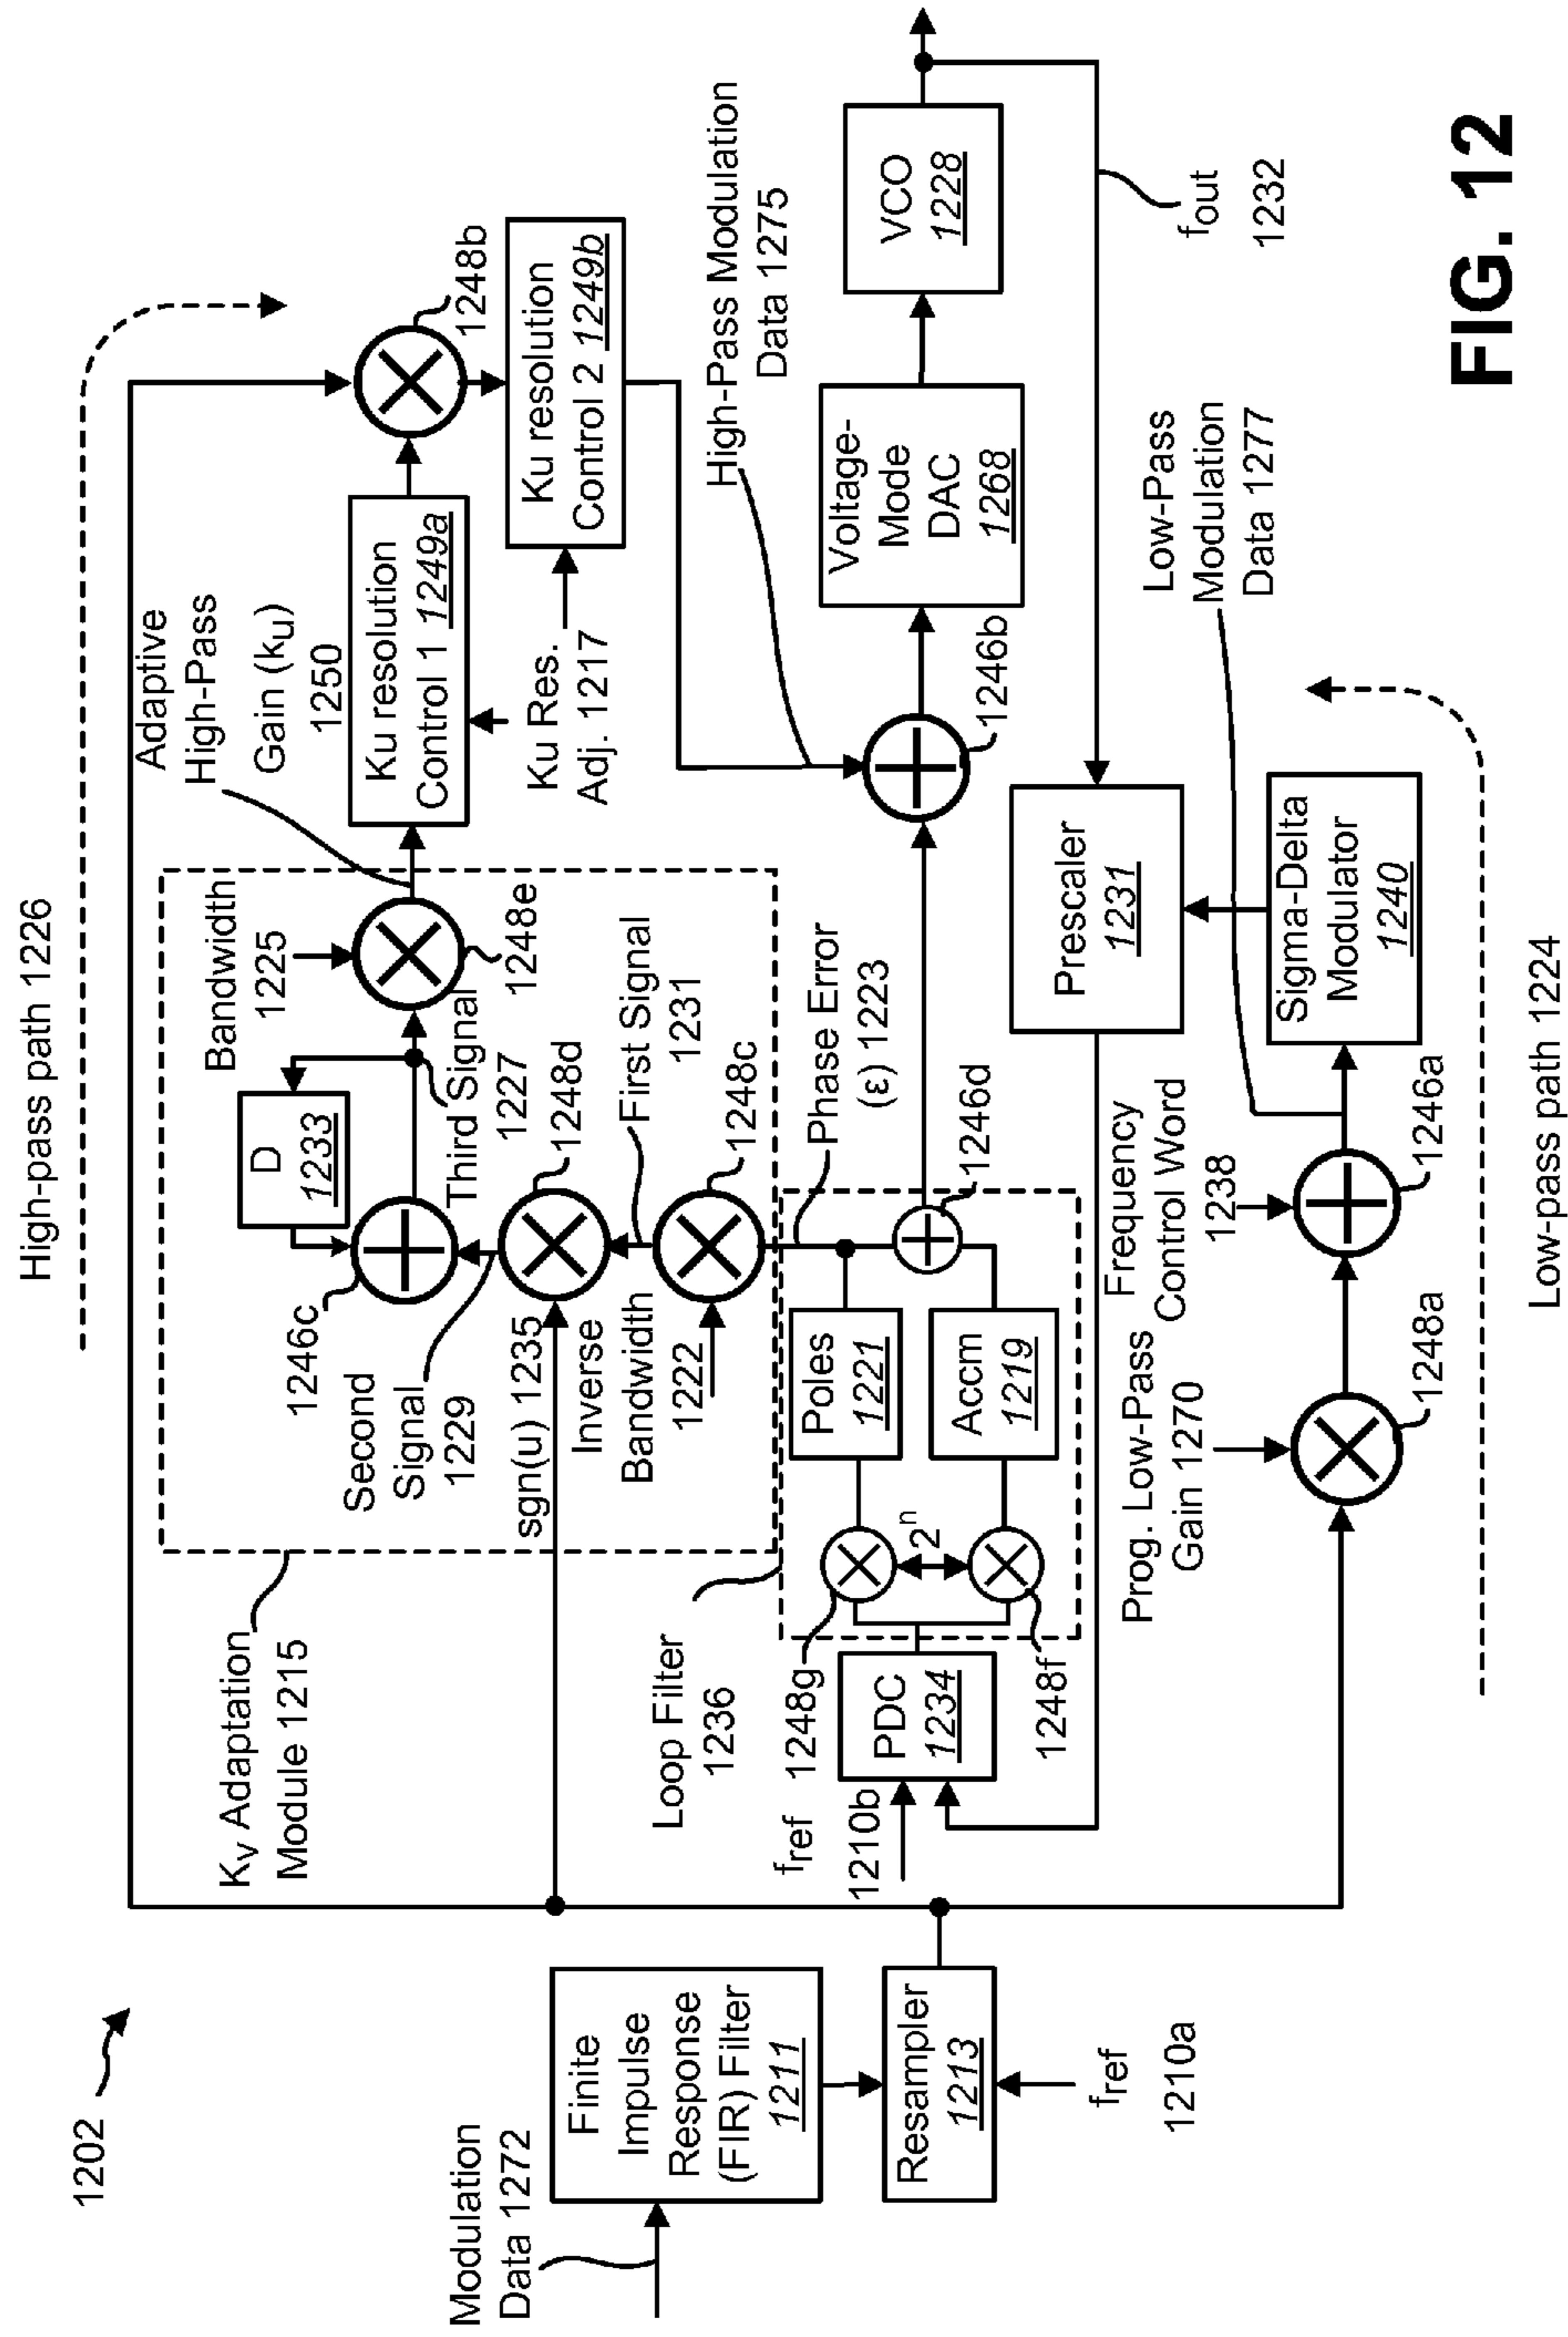 1202
High-pass path 1226
Modulation
Data 1272
Finite
Impulse
Response
(FIR) Filter
1211
Resampler
1213
fref
1210a
Kv Adaptation
Module 1215
Bandwidth
1225
D
1233
1246c
Third Signal
1227
1248e
Second
Signal
1229
1248d
sgn(u) 1235
Inverse
Bandwidth
1222
First Signal
1231
1248c
Adaptive
High-Pass
Gain (ku)
1250
Ku resolution
Control 1 1249a
Ku Res.
Adj. 1217
1248b
Ku resolution
Control 2 1249b
High-Pass Modulation
Data 1275
Loop Filter
1236
fref
1210b
PDC
1234
1248g
1248f
2n
Poles
1221
Accm
1219
Phase Error
(ε) 1223
1246d
1246b
Voltage-
Mode
DAC
1268
VCO
1228
fout
1232
Prescaler
1231
Low-Pass
Modulation
Data 1277
Sigma-Delta
Modulator
1240
Frequency
Control Word
1238
1246a
Prog. Low-Pass
Gain 1270
1248a
Low-pass path 1224
FIG. 12